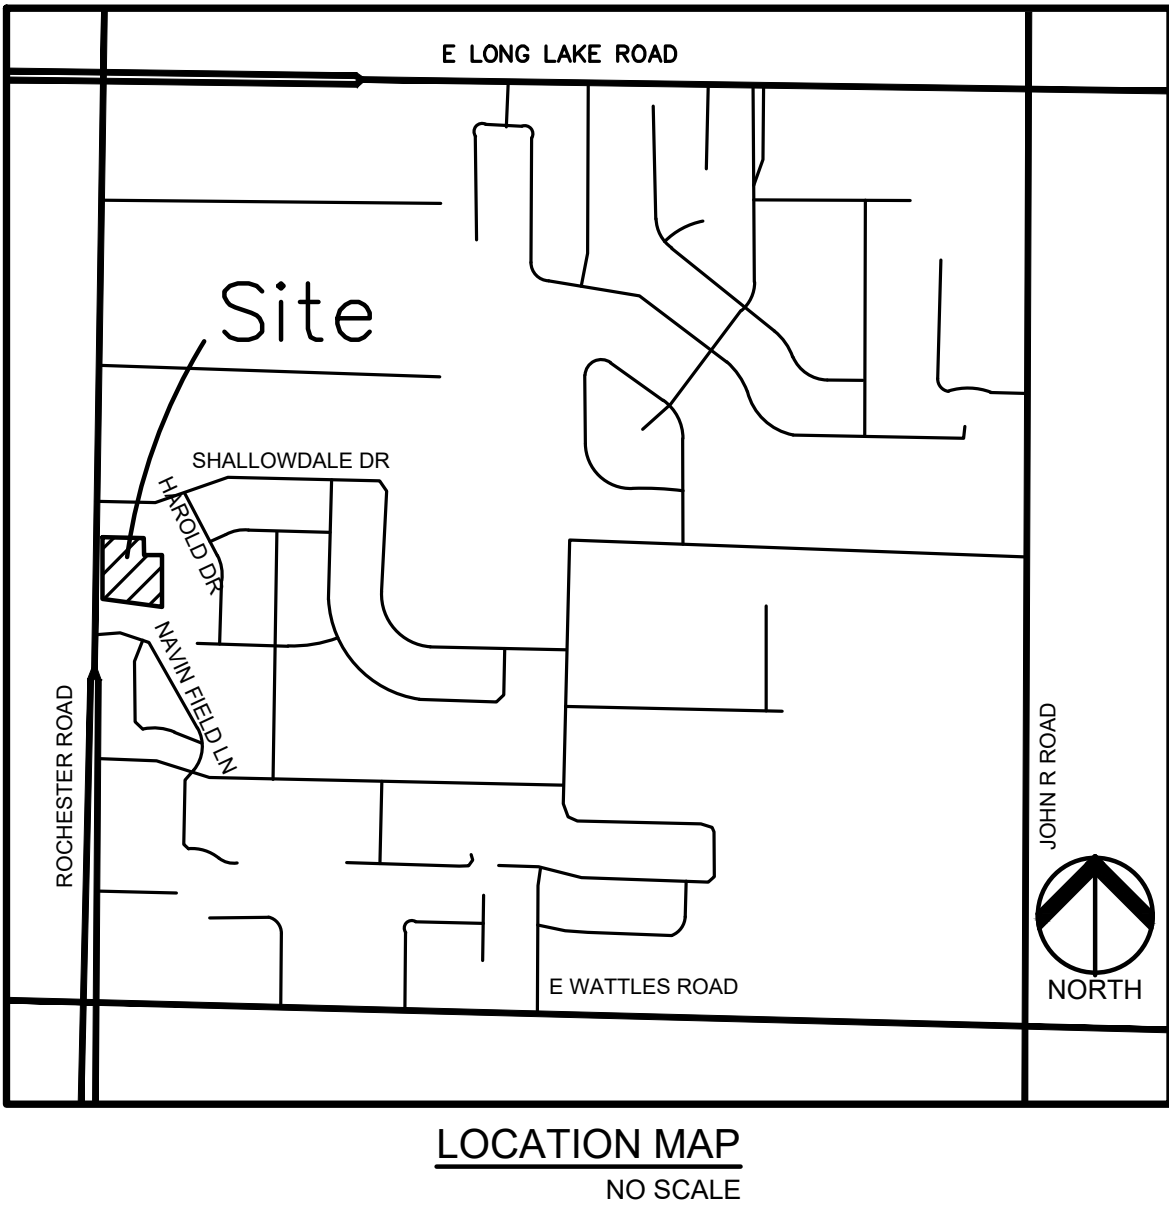 E LONG LAKE ROAD
Site
SHALLOWDALE DR
HAROLD DR
NAVIN FIELD LN
ROCHESTER ROAD
JOHN R ROAD
E WATTLES ROAD
NORTH
LOCATION MAP
NO SCALE